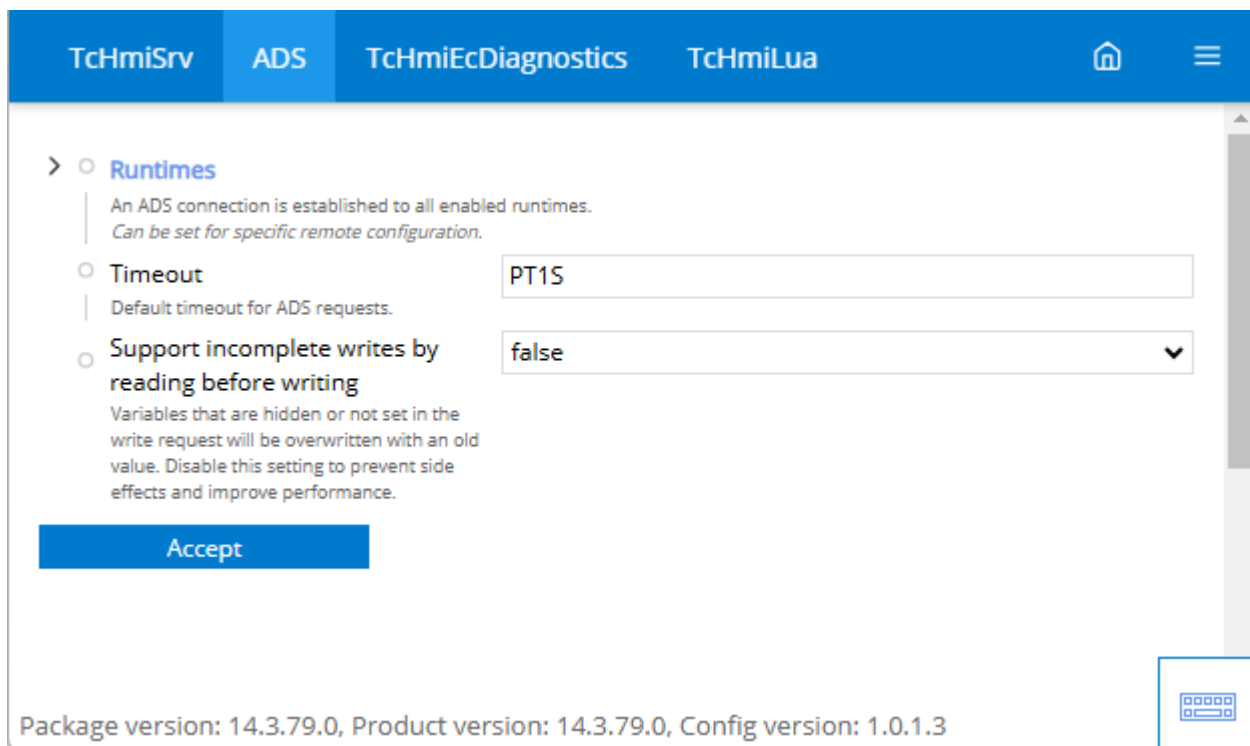 TcHmiSrv ADS TcHmiEcDiagnostics TcHmiLua
Runtimes
An ADS connection is established to all enabled runtimes.
Can be set for specific remote configuration.
Timeout PT1S
Default timeout for ADS requests.
Support incomplete writes by false
reading before writing
Variables that are hidden or not set in the
write request will be overwritten with an old
value. Disable this setting to prevent side
effects and improve performance.
Accept
Package version: 14.3.79.0, Product version: 14.3.79.0, Config version: 1.0.1.3